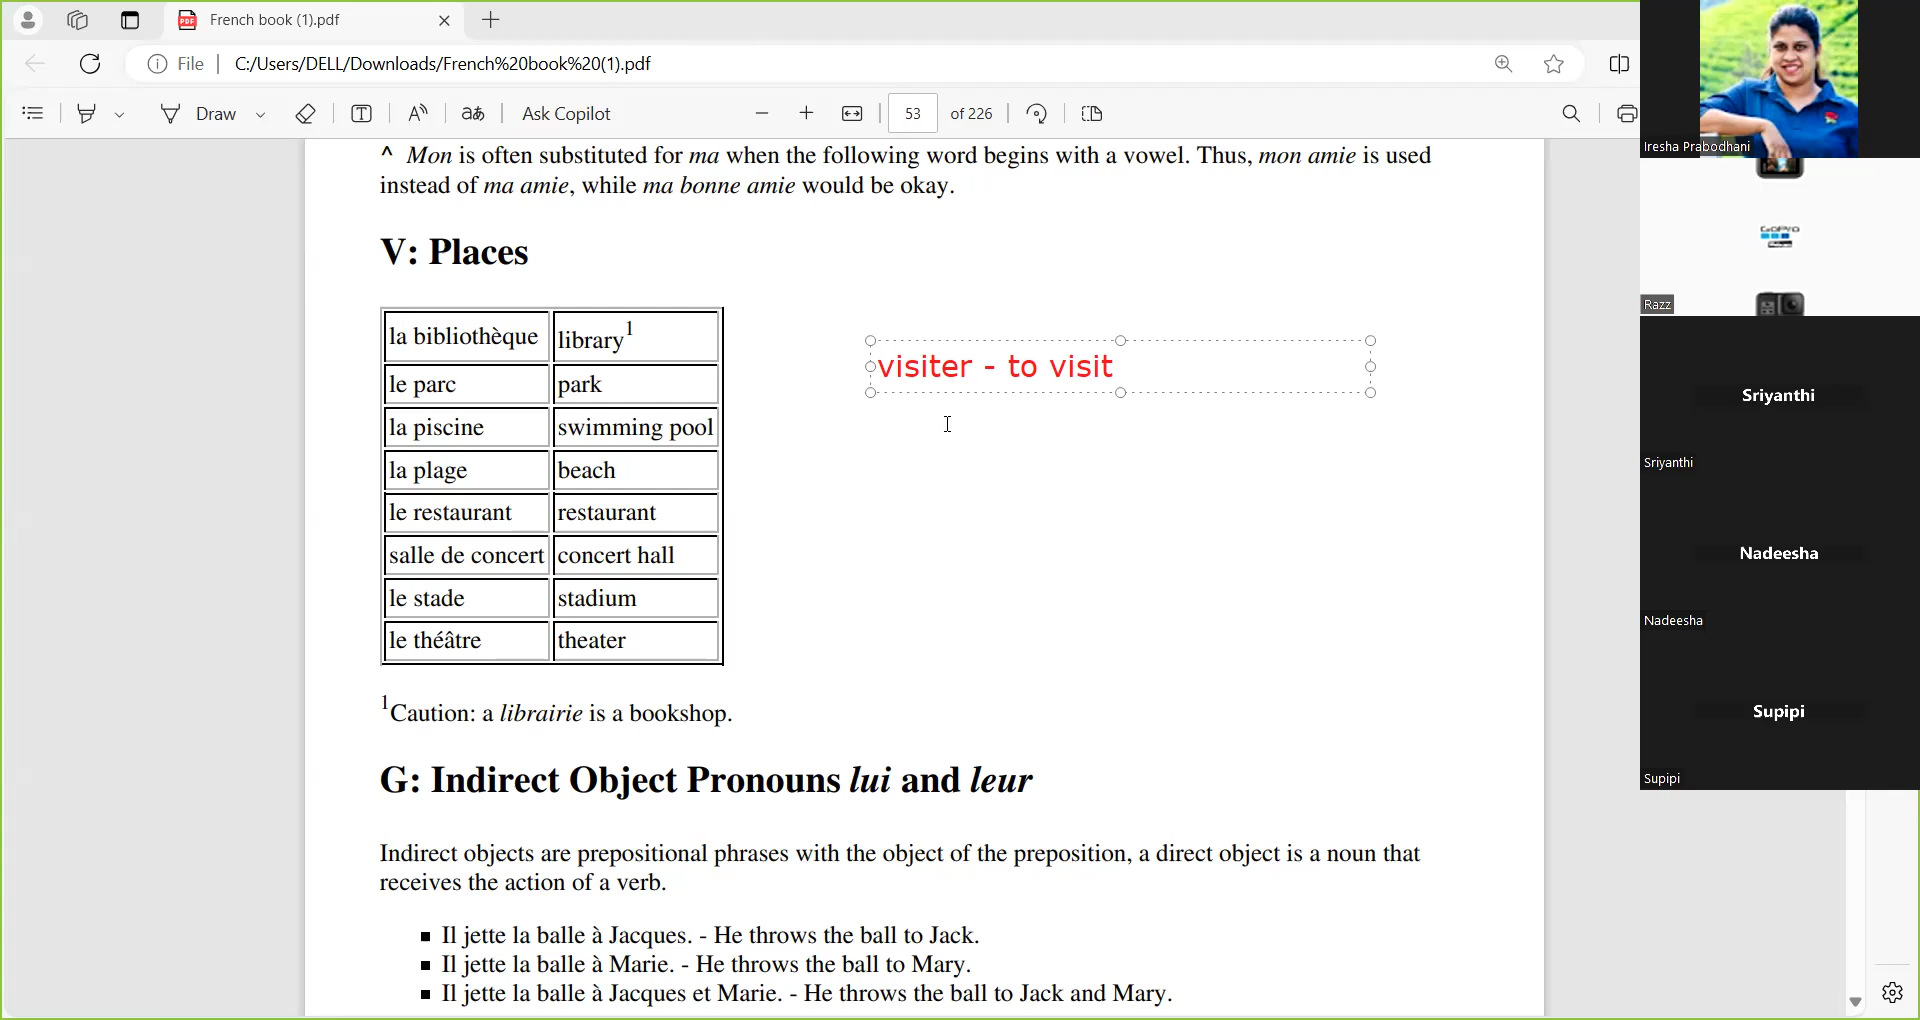 French book (1).pdf
File
C:/Users/DELL/Downloads/French%20book%20(1).pdf
Draw
Ask Copilot
53 of 226
^ Mon is often substituted for ma when the following word begins with a vowel. Thus, mon amie is used
instead of ma amie, while ma bonne amie would be okay.
V: Places
la bibliothèque library1
le parc park
la piscine swimming pool
la plage beach
le restaurant restaurant
salle de concert concert hall
le stade stadium
le théâtre theater
visiter - to visit
1Caution: a librairie is a bookshop.
G: Indirect Object Pronouns lui and leur
Indirect objects are prepositional phrases with the object of the preposition, a direct object is a noun that
receives the action of a verb.
■ Il jette la balle à Jacques. - He throws the ball to Jack.
■ Il jette la balle à Marie. - He throws the ball to Mary.
■ Il jette la balle à Jacques et Marie. - He throws the ball to Jack and Mary.
Iresha Prabodhani
GoPro
Razz
Sriyanthi
Sriyanthi
Nadeesha
Nadeesha
Supipi
Supipi